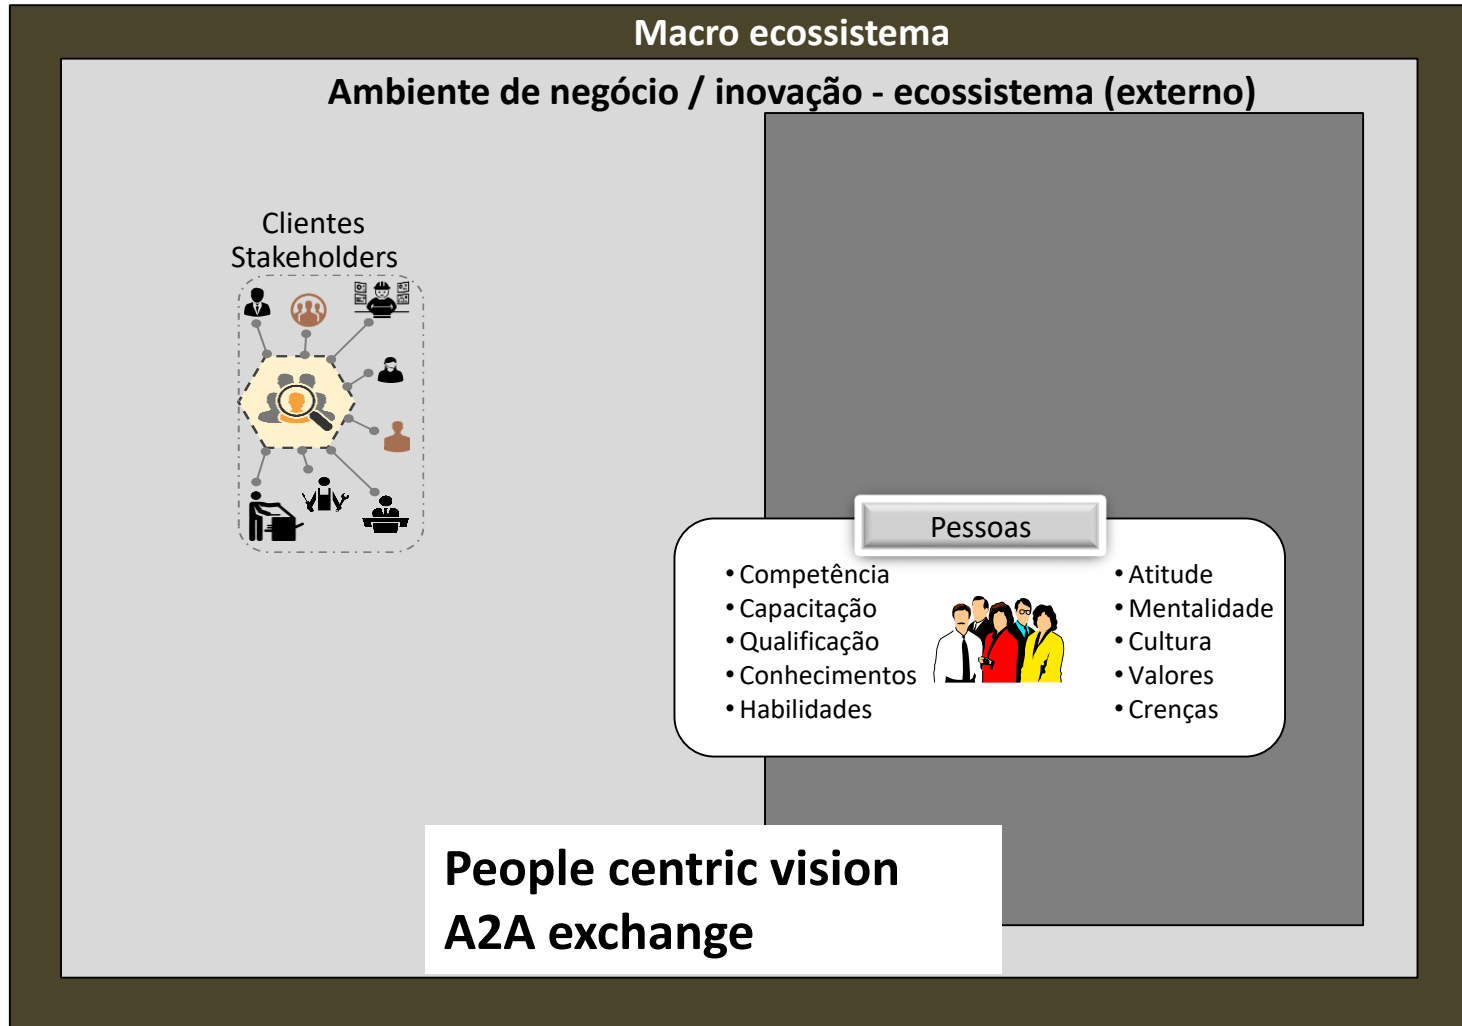 Macro ecossistema
Ambiente de negócio / inovação - ecossistema (externo)
Clientes
Stakeholders
Pessoas
• Competência
• Capacitação
• Qualificação
• Conhecimentos
• Habilidades
• Atitude
• Mentalidade
• Cultura
• Valores
• Crenças
People centric vision
A2A exchange